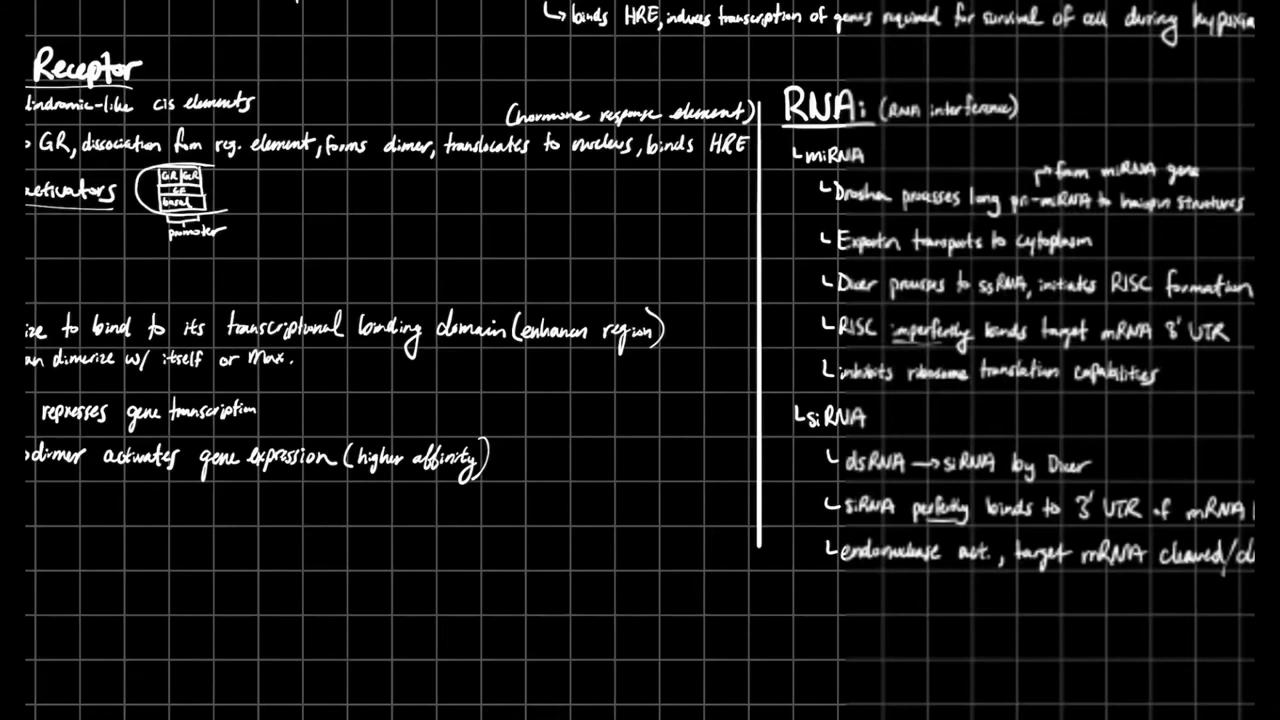 ↳ binds HRE, induces transcription of genes required for survival of cell during hypoxia
Receptor
lindromic-like cis elements
(hormone response element)
GR, dissociation from reg. element, forms dimer, translocates to nucleus, binds HRE
activators
GR GR
basal
promoter
ize to bind to its transcriptional binding domain (enhancer region)
an dimerize w/ itself or Max.
represses gene transcription
odimer activates gene expression (higher affinity)
RNAi (RNA interference)
miRNA
from miRNA gene
Drosha processes long pri-miRNA to hairpin structures
Exportin transports to cytoplasm
Dicer processes to ssRNA, initiates RISC formation
RISC imperfectly binds target mRNA 3' UTR
inhibits ribosome translation capabilities
siRNA
dsRNA → siRNA by Dicer
siRNA perfectly binds to 3' UTR of mRNA
endonuclease act., target mRNA cleaved/de